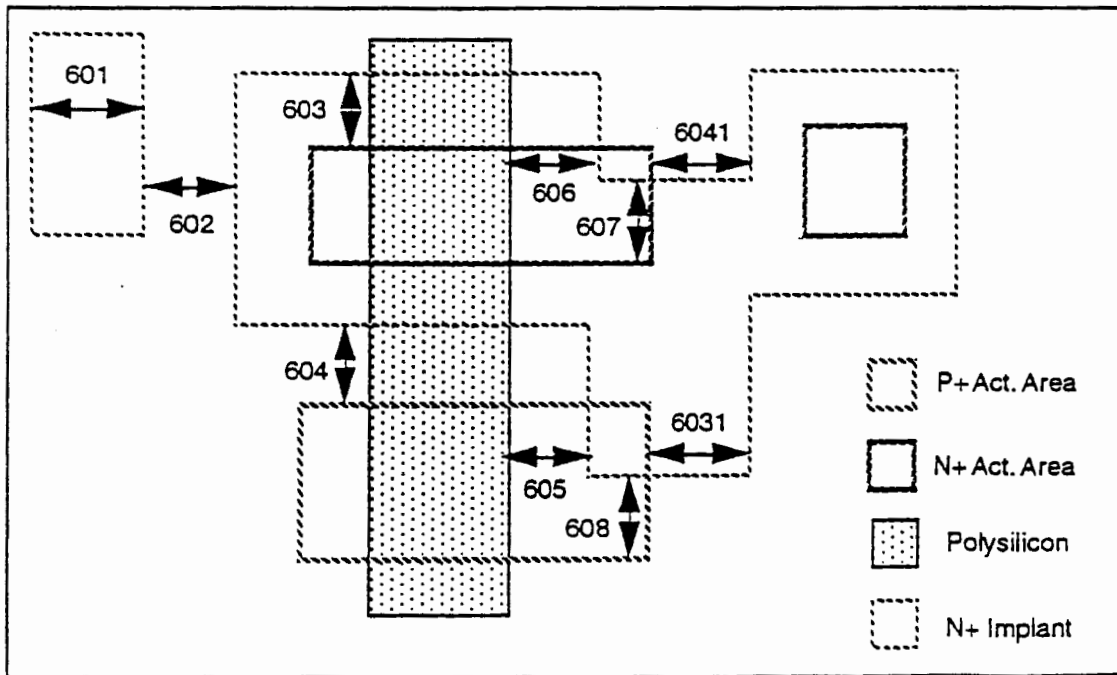 601
603
6041
606
602
607
604
6031
605
608
P+ Act. Area
N+ Act. Area
Polysilicon
N+ Implant